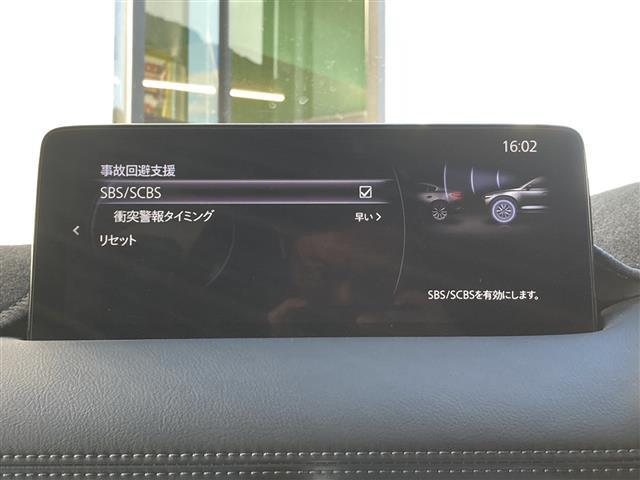 16:02
事故回避支援
SBS/SCBS
衝突警報タイミング 早い
リセット
SBS/SCBSを有効にします。